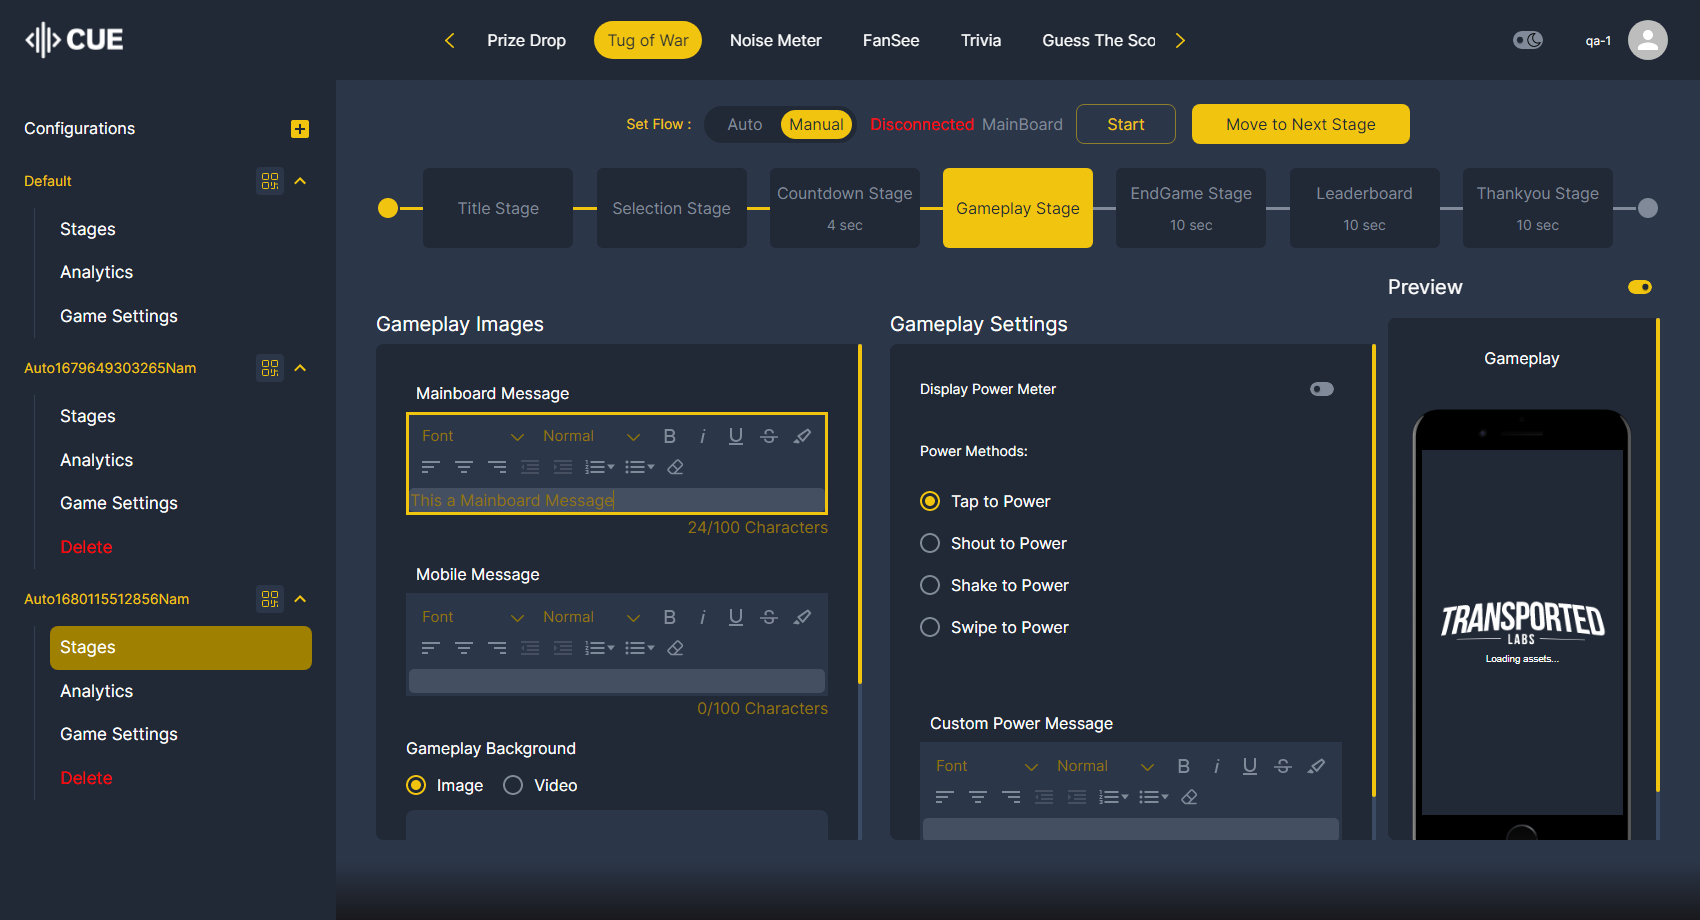 CUE
Prize Drop
Tug of War
Noise Meter
FanSee
Trivia
Guess The Sco
qa-1
Configurations
Default
Stages
Analytics
Game Settings
Auto1679649303265Nam
Stages
Analytics
Game Settings
Delete
Auto1680115512856Nam
Stages
Analytics
Game Settings
Delete
Set Flow :
Auto
Manual
Disconnected MainBoard
Start
Move to Next Stage
Title Stage
Selection Stage
Countdown Stage
4 sec
Gameplay Stage
EndGame Stage
10 sec
Leaderboard
10 sec
Thankyou Stage
10 sec
Gameplay Images
Mainboard Message
Font
Normal
B i U S
This a Mainboard Message
24/100 Characters
Mobile Message
Font
Normal
B i U S
0/100 Characters
Gameplay Background
Image
Video
Gameplay Settings
Display Power Meter
Power Methods:
Tap to Power
Shout to Power
Shake to Power
Swipe to Power
Custom Power Message
Font
Normal
B i U S
Preview
Gameplay
TRANSPORTED
LABS
Loading assets...